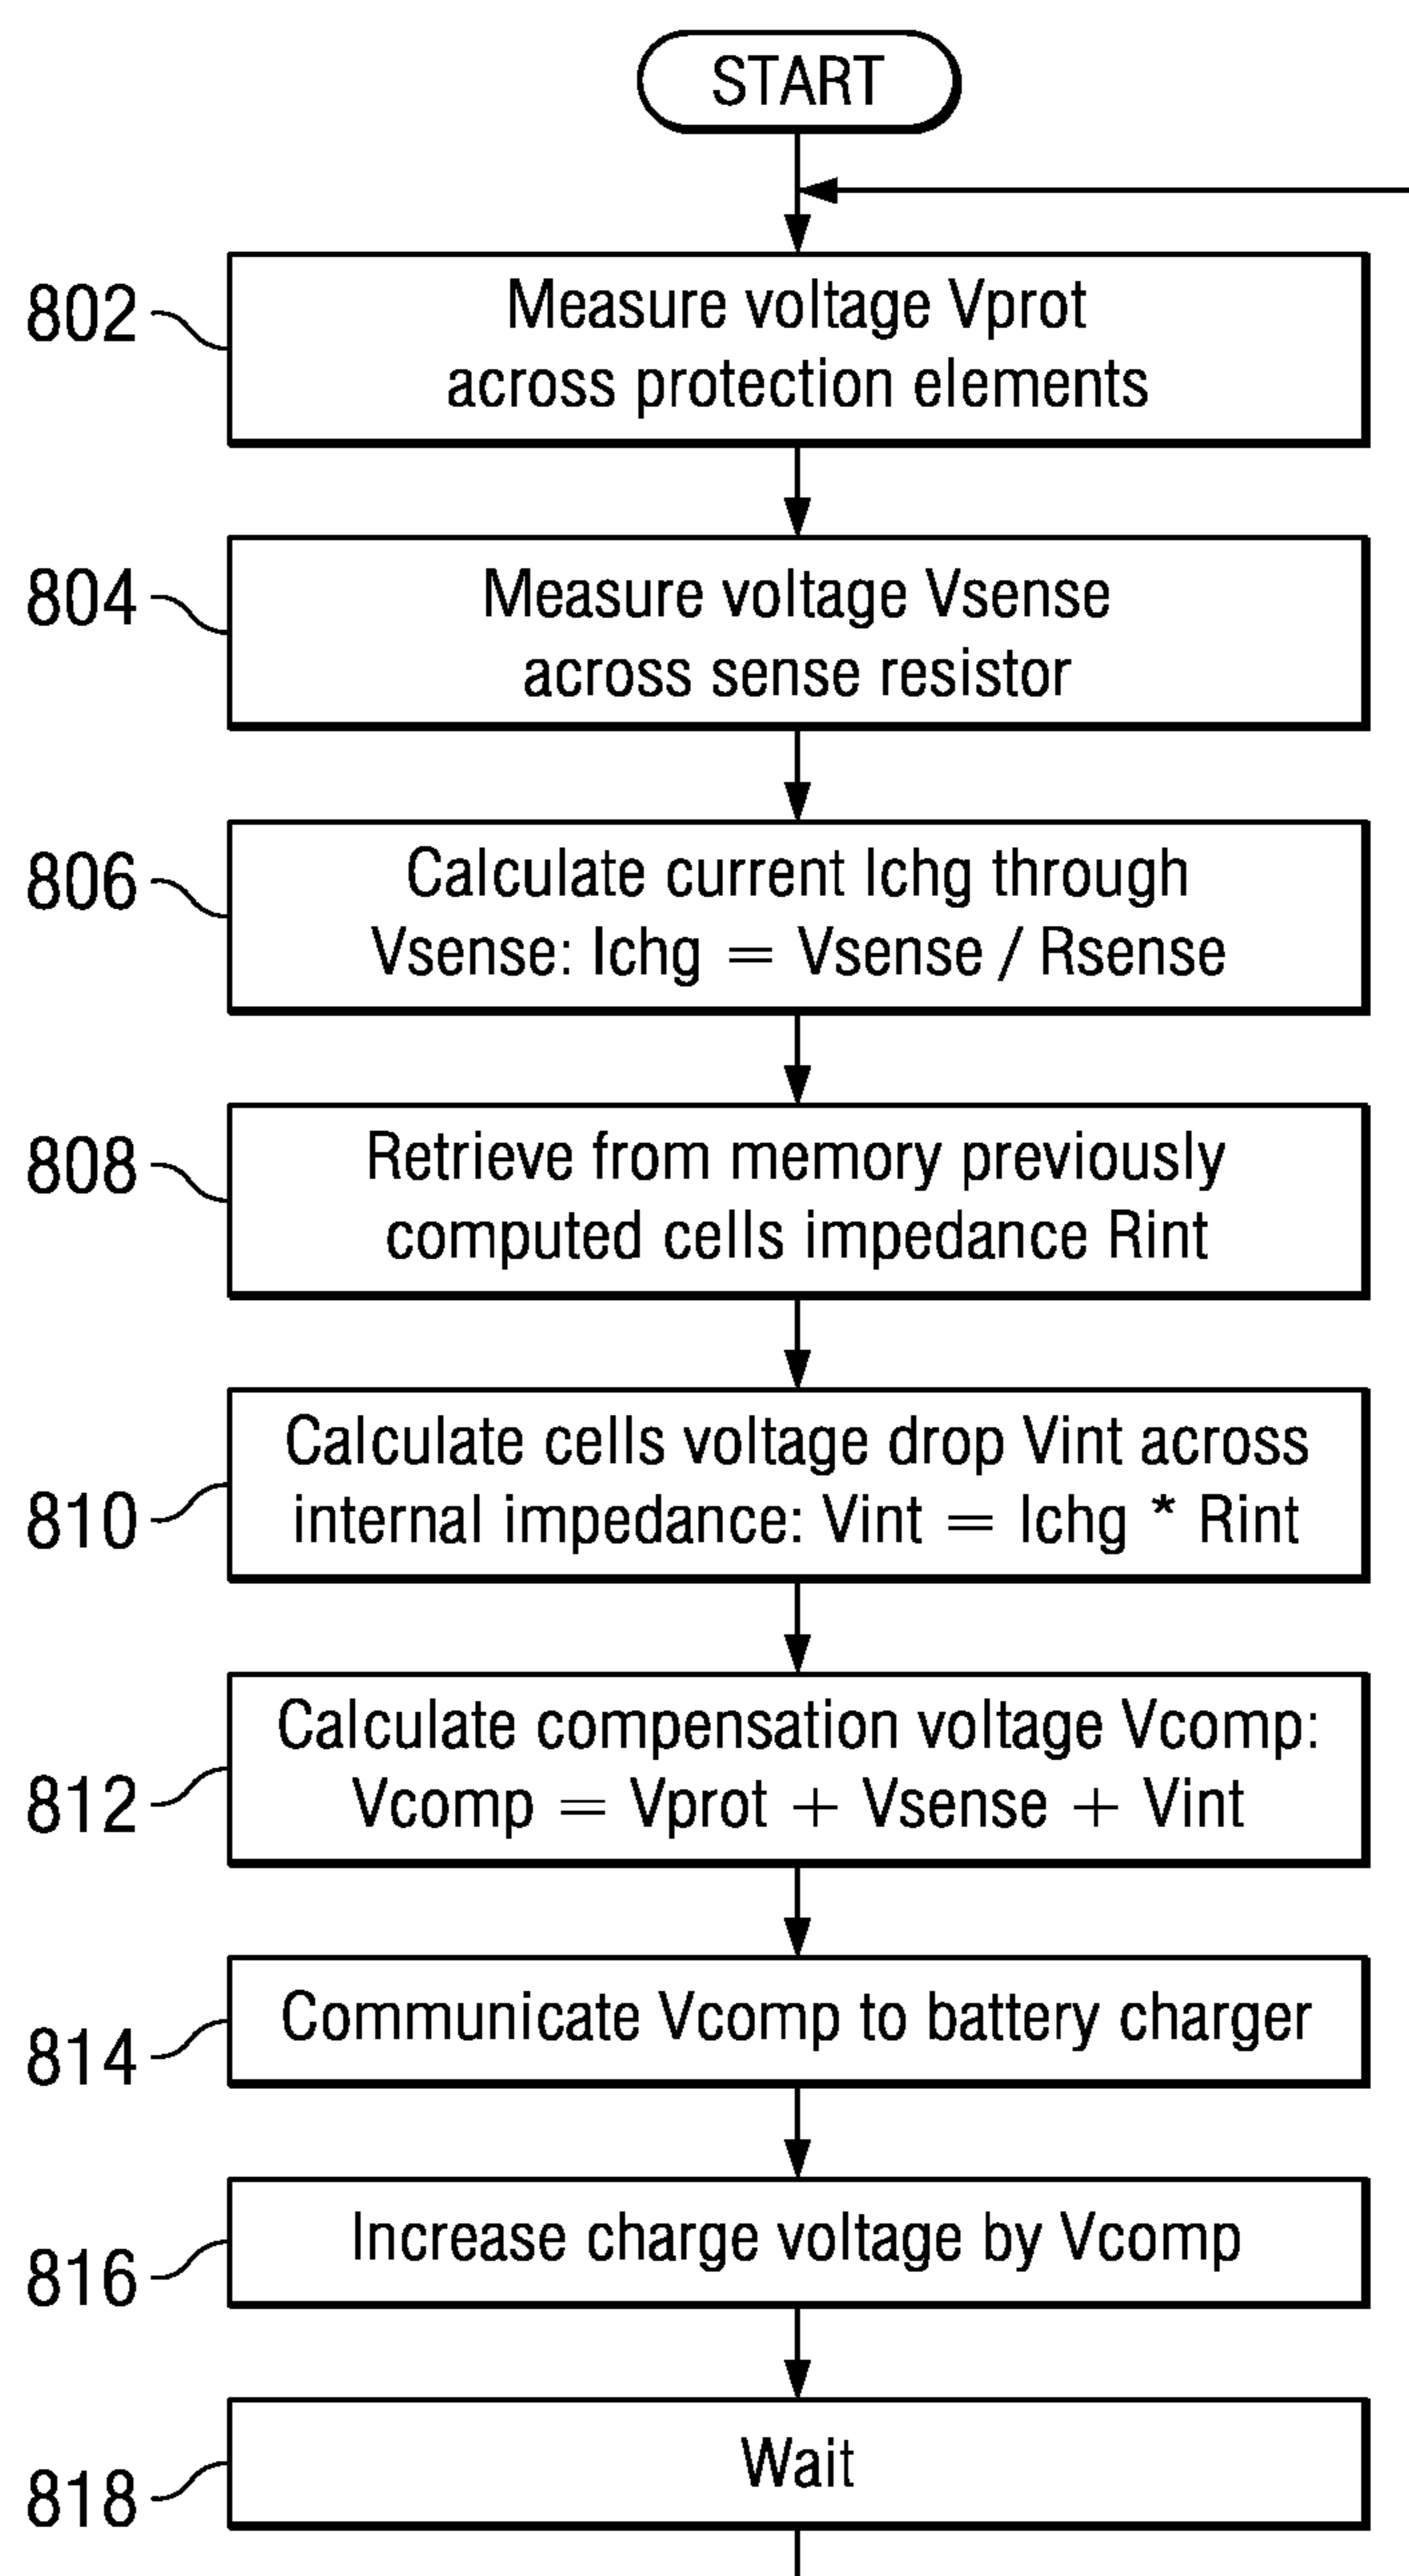 START
802
Measure voltage Vprot
across protection elements
804
Measure voltage Vsense
across sense resistor
806
Calculate current Ichg through
Vsense: Ichg = Vsense / Rsense
808
Retrieve from memory previously
computed cells impedance Rint
810
Calculate cells voltage drop Vint across
internal impedance: Vint = Ichg * Rint
812
Calculate compensation voltage Vcomp:
Vcomp = Vprot + Vsense + Vint
814
Communicate Vcomp to battery charger
816
Increase charge voltage by Vcomp
818
Wait